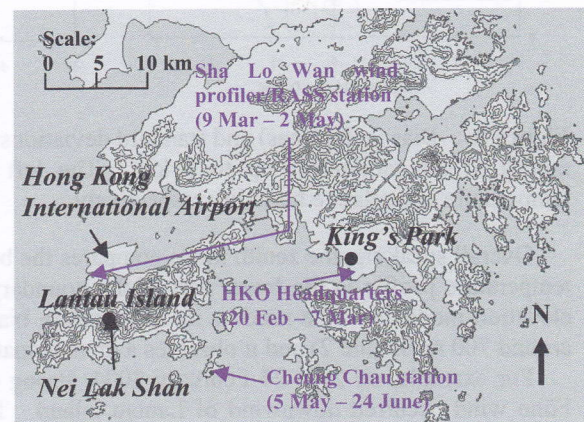 Scale:
0 5 10 km
Sha Lo Wan wind
profiler/RASS station
(9 Mar – 2 May)
Hong Kong
International Airport
King's Park
Lantau Island
HKO Headquarters
(20 Feb – 7 Mar)
N
Nei Lak Shan
Cheung Chau station
(5 May – 24 June)